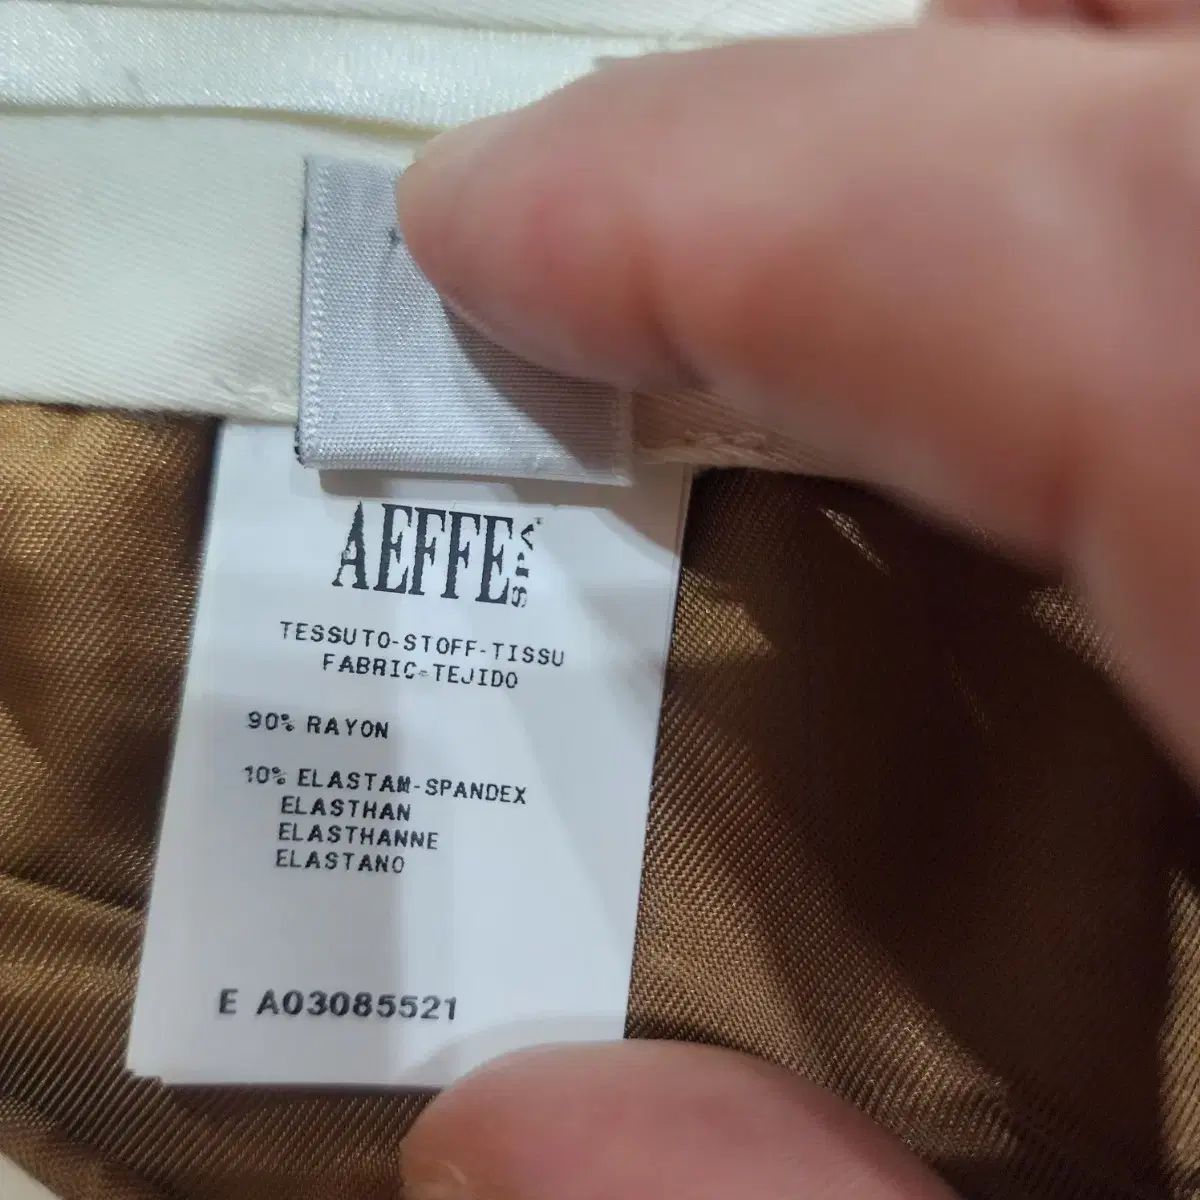 AEFFE SPA
TESSUTO-STOFF-TISSU
FABRIC-TEJIDO
90% RAYON
10% ELASTAM-SPANDEX
ELASTHAN
ELASTHANNE
ELASTANO
E A03085521